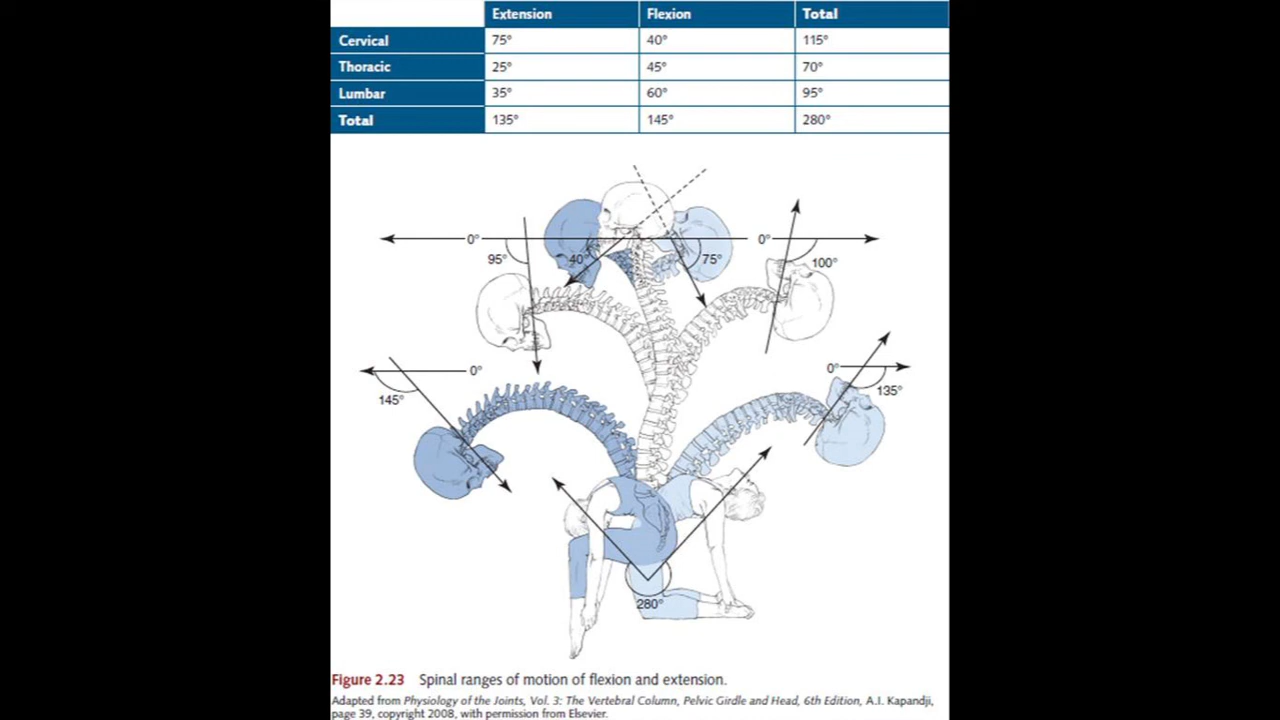 Extension Flexion Total
Cervical 75° 40° 115°
Thoracic 25° 45° 70°
Lumbar 35° 60° 95°
Total 135° 145° 280°
0° 0°
95° 40° 75° 100°
0° 0°
145° 135°
280°
Figure 2.23 Spinal ranges of motion of flexion and extension.
Adapted from Physiology of the Joints, Vol. 3: The Vertebral Column, Pelvic Girdle and Head, 6th Edition, A.I. Kapandji,
page 39, copyright 2008, with permission from Elsevier.